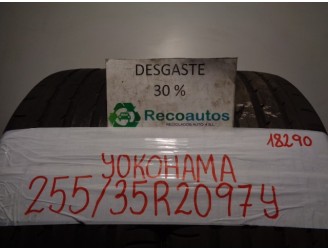 DESGASTE
30 %
Recoautos
18290
YOKOHAMA
255/35R2097Y